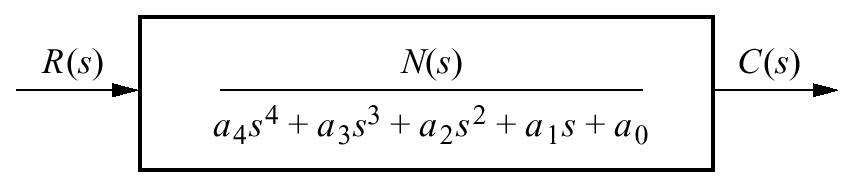 R(s)
N(s)
C(s)
a₄s⁴ + a₃s³ + a₂s² + a₁s + a₀